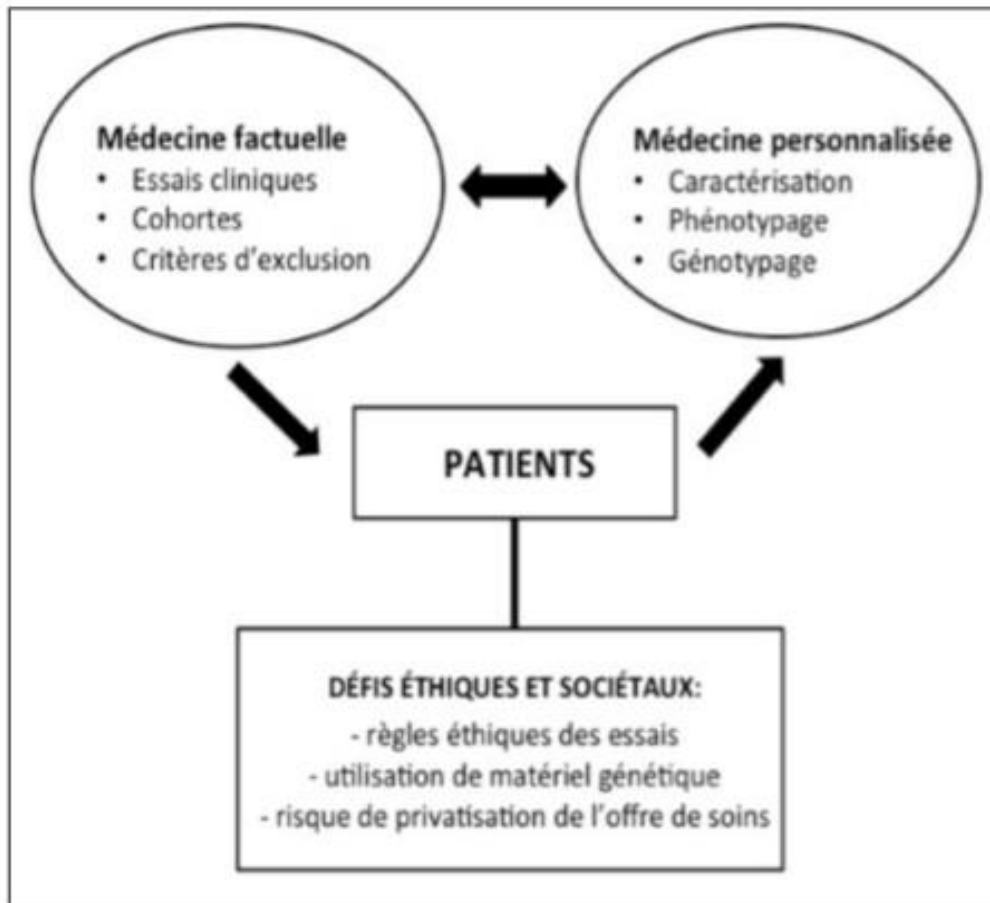 Médecine factuelle
• Essais cliniques
• Cohortes
• Critères d'exclusion
Médecine personnalisée
• Caractérisation
• Phénotypage
• Génotypage
PATIENTS
DÉFIS ÉTHIQUES ET SOCIÉTAUX:
- règles éthiques des essais
- utilisation de matériel génétique
- risque de privatisation de l'offre de soins